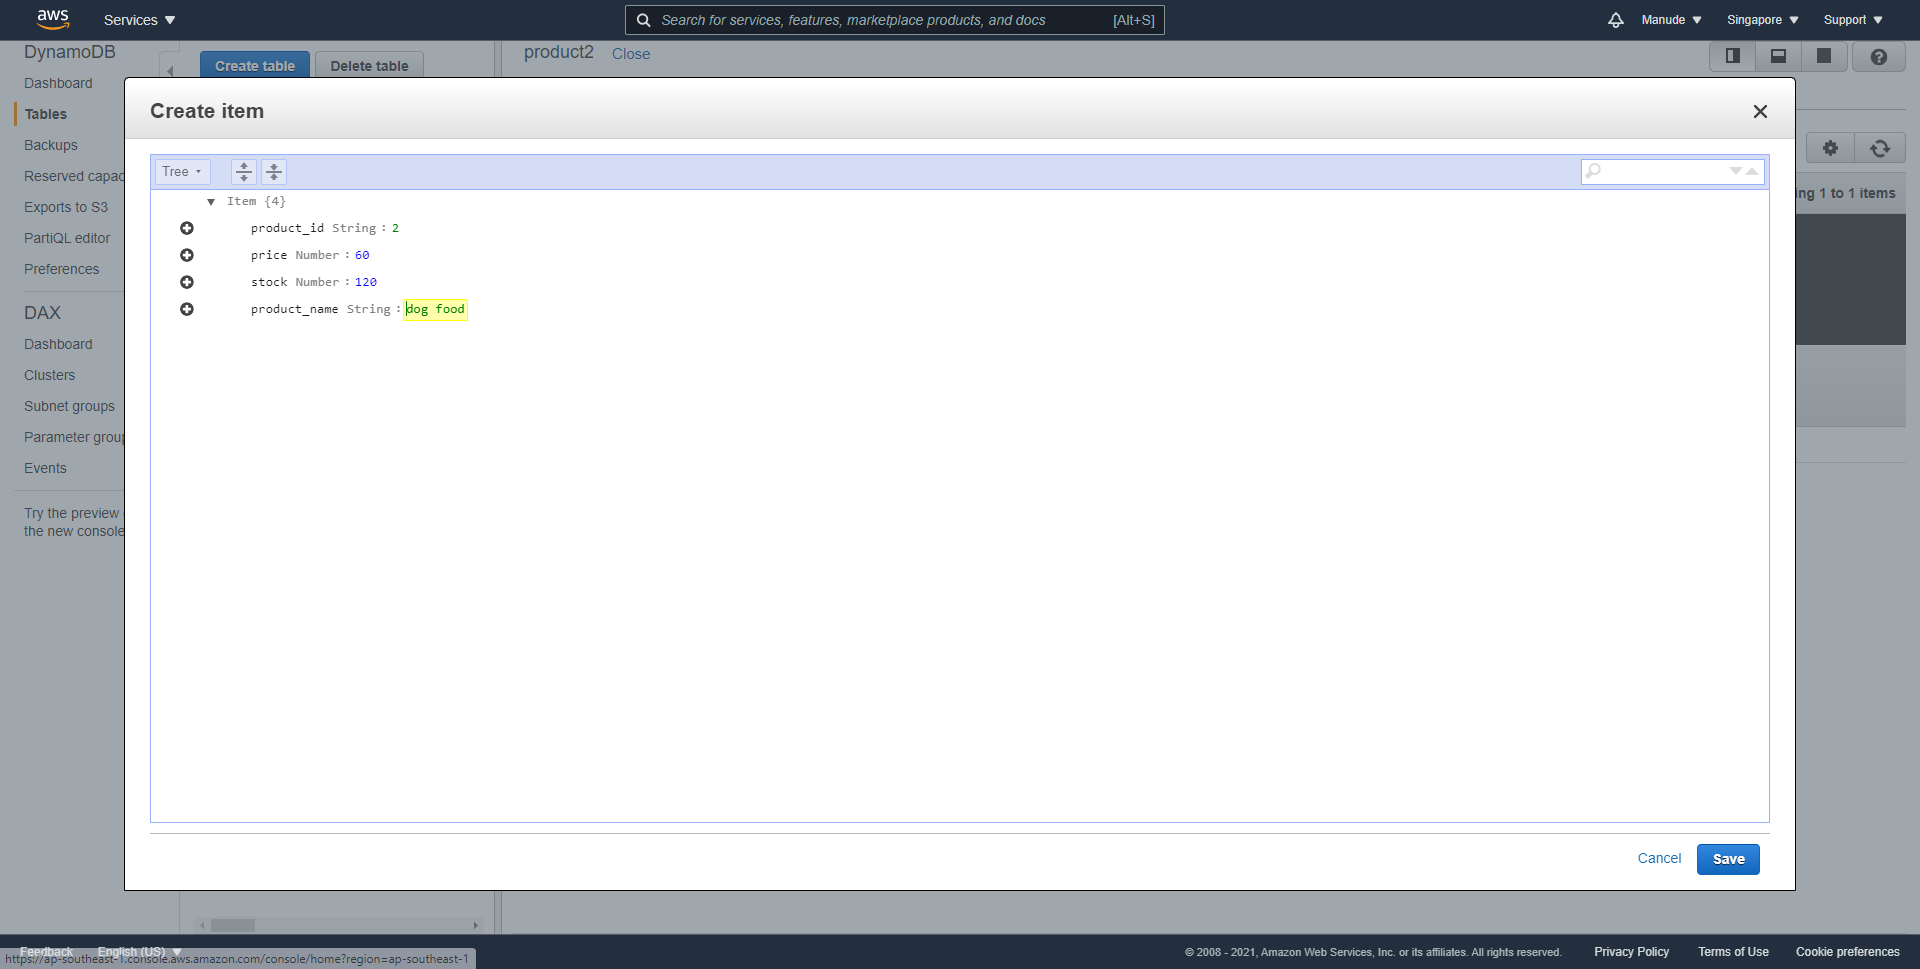 aws
Services
Search for services, features, marketplace products, and docs
[Alt+S]
Manude
Singapore
Support
DynamoDB
Dashboard
Tables
Backups
Reserved capac
Exports to S3
PartiQL editor
Preferences
DAX
Dashboard
Clusters
Subnet groups
Parameter group
Events
Try the preview
the new console
Create table
Delete table
product2
Close
ng 1 to 1 items
Create item
Tree
Item {4}
product_id String : 2
price Number : 60
stock Number : 120
product_name String : dog food
Cancel
Save
Feedback
English (US)
https://ap-southeast-1.console.aws.amazon.com/console/home?region=ap-southeast-1
© 2008 - 2021, Amazon Web Services, Inc. or its affiliates. All rights reserved.
Privacy Policy
Terms of Use
Cookie preferences